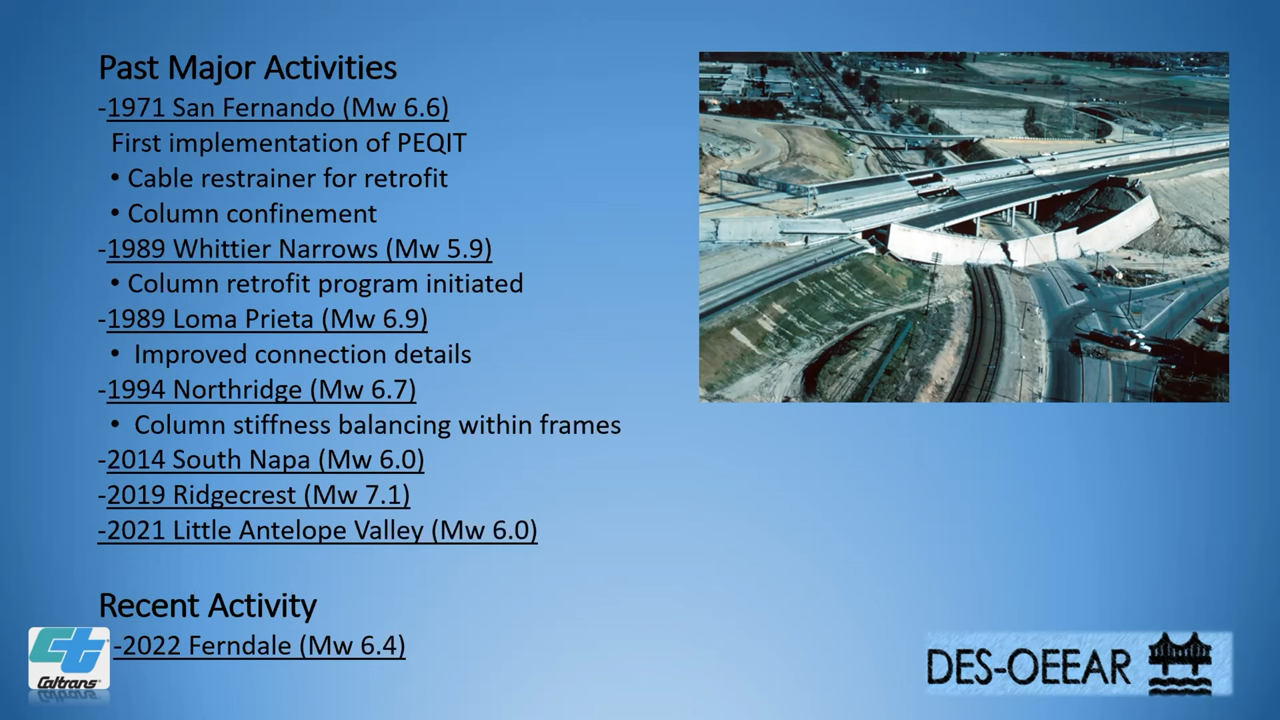 Past Major Activities
-1971 San Fernando (Mw 6.6)
First implementation of PEQIT
• Cable restrainer for retrofit
• Column confinement
-1989 Whittier Narrows (Mw 5.9)
• Column retrofit program initiated
-1989 Loma Prieta (Mw 6.9)
• Improved connection details
-1994 Northridge (Mw 6.7)
• Column stiffness balancing within frames
-2014 South Napa (Mw 6.0)
-2019 Ridgecrest (Mw 7.1)
-2021 Little Antelope Valley (Mw 6.0)
Recent Activity
-2022 Ferndale (Mw 6.4)
ct
Caltrans
DES-OEEAR